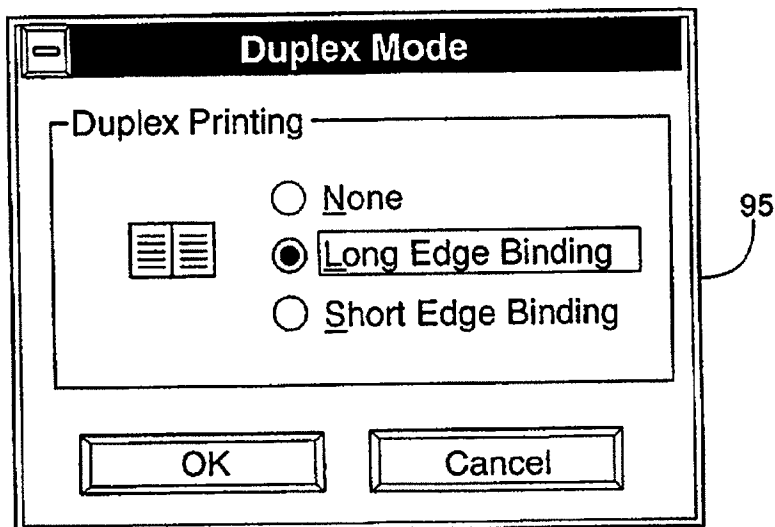 Duplex Mode
Duplex Printing
None
Long Edge Binding
Short Edge Binding
95
OK
Cancel